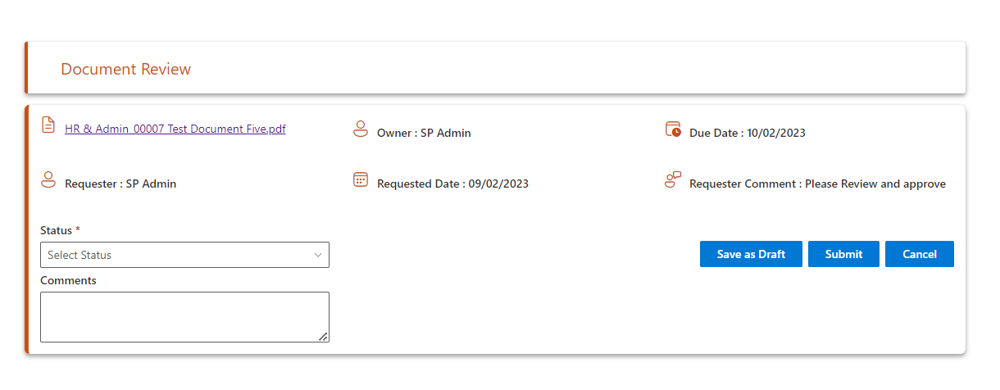 Document Review
HR & Admin_00007 Test Document Five.pdf
Owner : SP Admin
Due Date : 10/02/2023
Requester : SP Admin
Requested Date : 09/02/2023
Requester Comment : Please Review and approve
Status *
Select Status
Save as Draft
Submit
Cancel
Comments